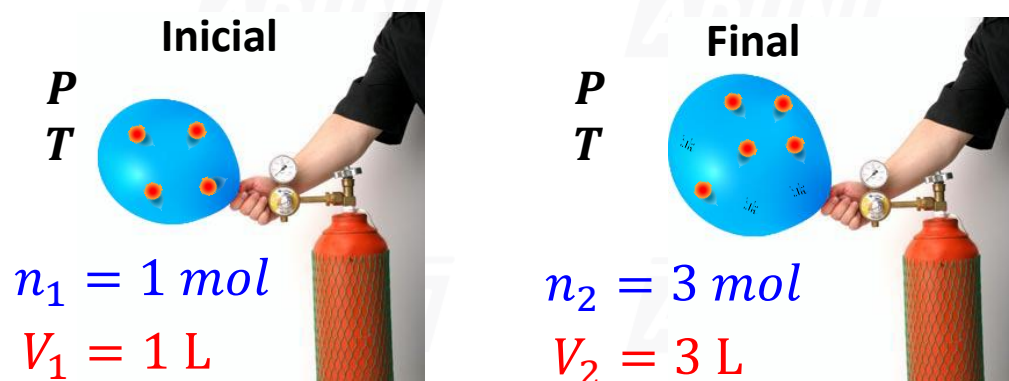 Inicial
P
T
n₁ = 1 mol
V₁ = 1 L
Final
P
T
n₂ = 3 mol
V₂ = 3 L